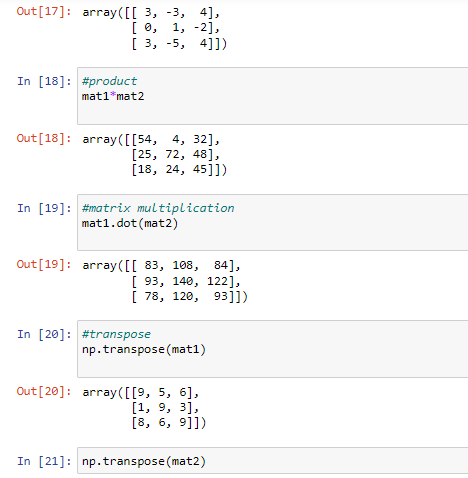 Out[17]: array([[ 3, -3,  4],
       [ 0,  1, -2],
       [ 3, -5,  4]])
In [18]: #product
mat1*mat2
Out[18]: array([[54,  4, 32],
       [25, 72, 48],
       [18, 24, 45]])
In [19]: #matrix multiplication
mat1.dot(mat2)
Out[19]: array([[ 83, 108,  84],
       [ 93, 140, 122],
       [ 78, 120,  93]])
In [20]: #transpose
np.transpose(mat1)
Out[20]: array([[9, 5, 6],
       [1, 9, 3],
       [8, 6, 9]])
In [21]: np.transpose(mat2)